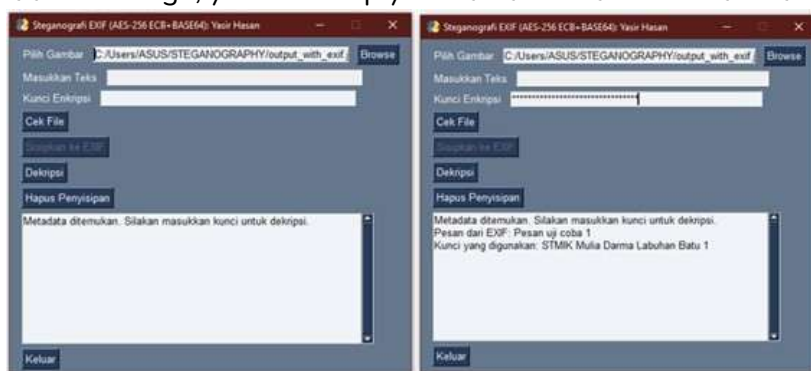 Steganografi EXIF (AES-256 ECB+BASE64): Yasir Hasan
Pilih Gambar C:/Users/ASUS/STEGANOGRAPHY/output_with_exif. Browse
Masukkan Teks
Kunci Enkripsi
Cek File
Sisipkan ke EXIF
Dekripsi
Hapus Penyisipan
Metadata ditemukan. Silakan masukkan kunci untuk dekripsi.
Keluar
Steganografi EXIF (AES-256 ECB+BASE64): Yasir Hasan
Pilih Gambar C:/Users/ASUS/STEGANOGRAPHY/output_with_exif. Browse
Masukkan Teks
Kunci Enkripsi
Cek File
Sisipkan ke EXIF
Dekripsi
Hapus Penyisipan
Metadata ditemukan. Silakan masukkan kunci untuk dekripsi.
Pesan dari EXIF: Pesan uji coba 1
Kunci yang digunakan: STMIK Mulia Darma Labuhan Batu 1
Keluar